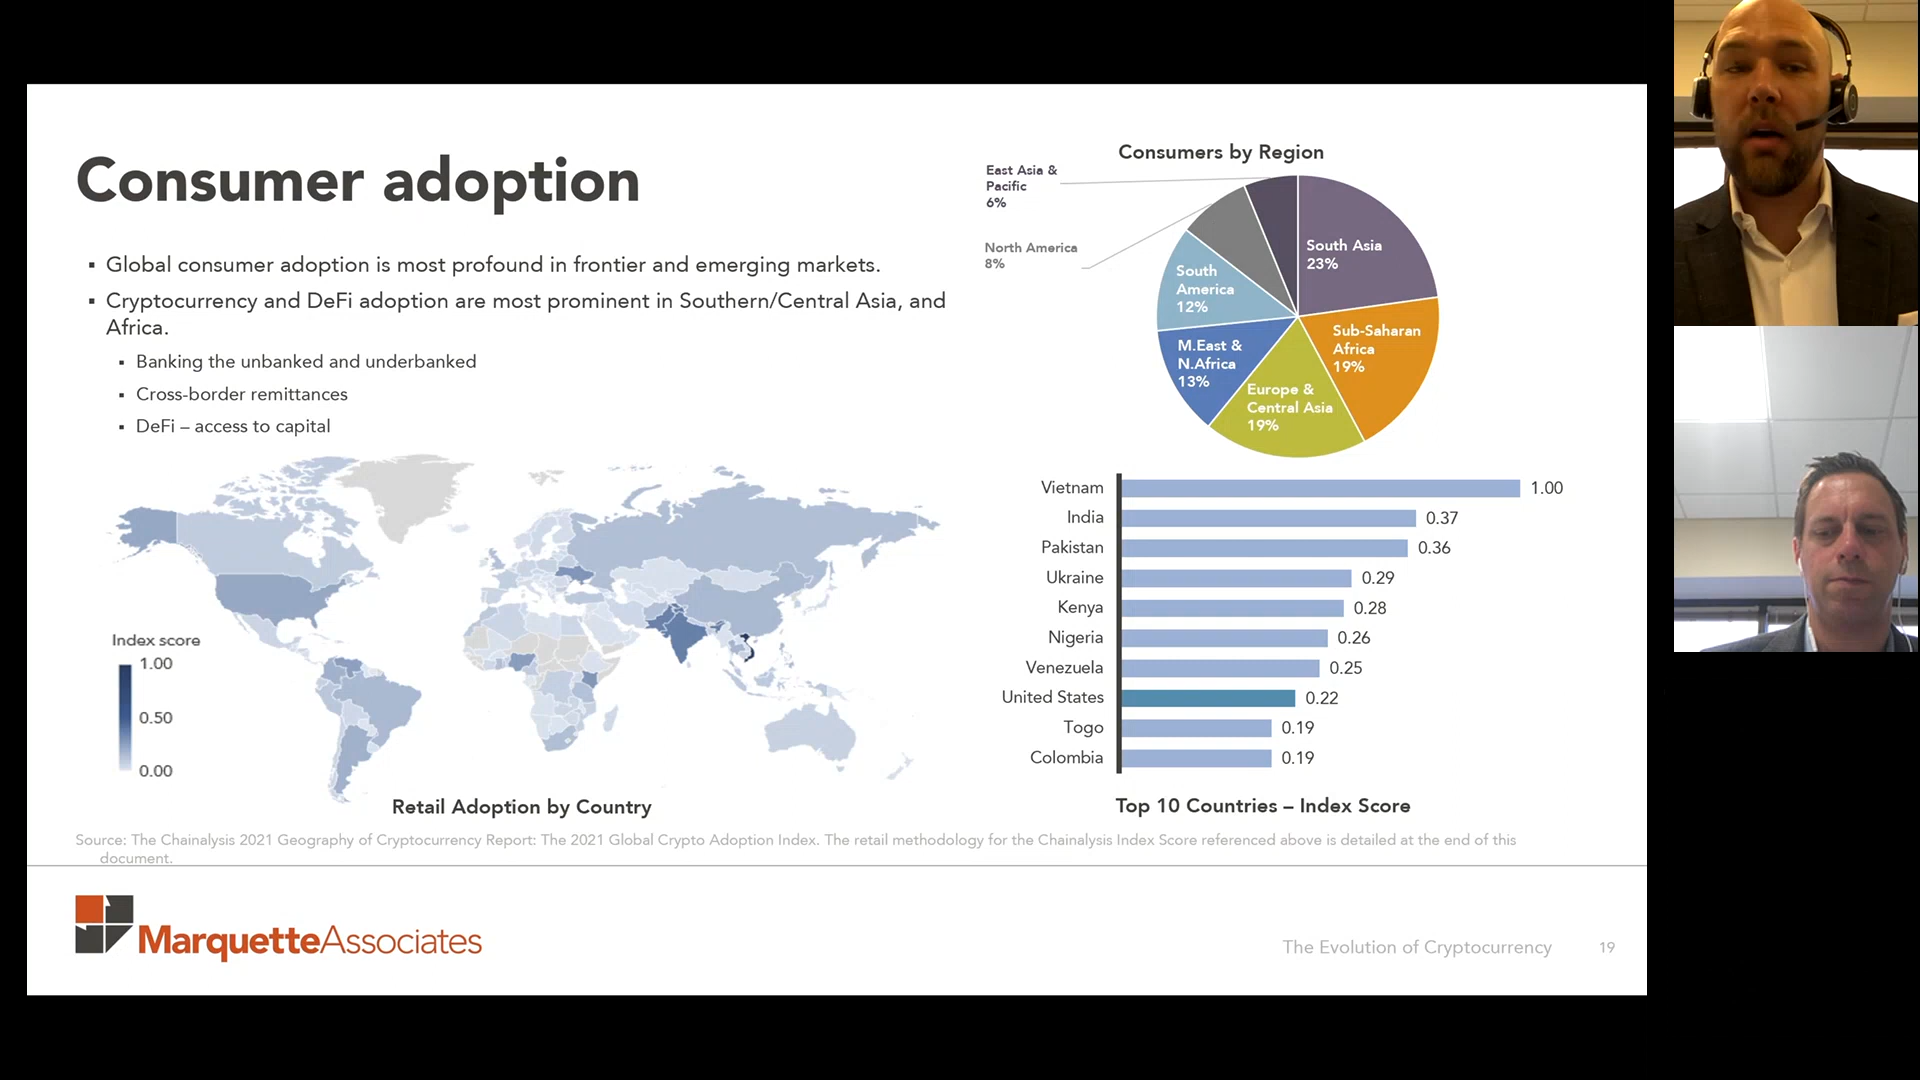 Consumer adoption
▪ Global consumer adoption is most profound in frontier and emerging markets.
▪ Cryptocurrency and DeFi adoption are most prominent in Southern/Central Asia, and
Africa.
▪ Banking the unbanked and underbanked
▪ Cross-border remittances
▪ DeFi – access to capital
Consumers by Region
East Asia &
Pacific
6%
North America
8%
South Asia
23%
South
America
12%
Sub-Saharan
Africa
19%
M.East &
N.Africa
13%
Europe &
Central Asia
19%
Index score
1.00
0.50
0.00
Retail Adoption by Country
Vietnam 1.00
India 0.37
Pakistan 0.36
Ukraine 0.29
Kenya 0.28
Nigeria 0.26
Venezuela 0.25
United States 0.22
Togo 0.19
Colombia 0.19
Top 10 Countries – Index Score
Source: The Chainalysis 2021 Geography of Cryptocurrency Report: The 2021 Global Crypto Adoption Index. The retail methodology for the Chainalysis Index Score referenced above is detailed at the end of this
document.
MarquetteAssociates
The Evolution of Cryptocurrency 19